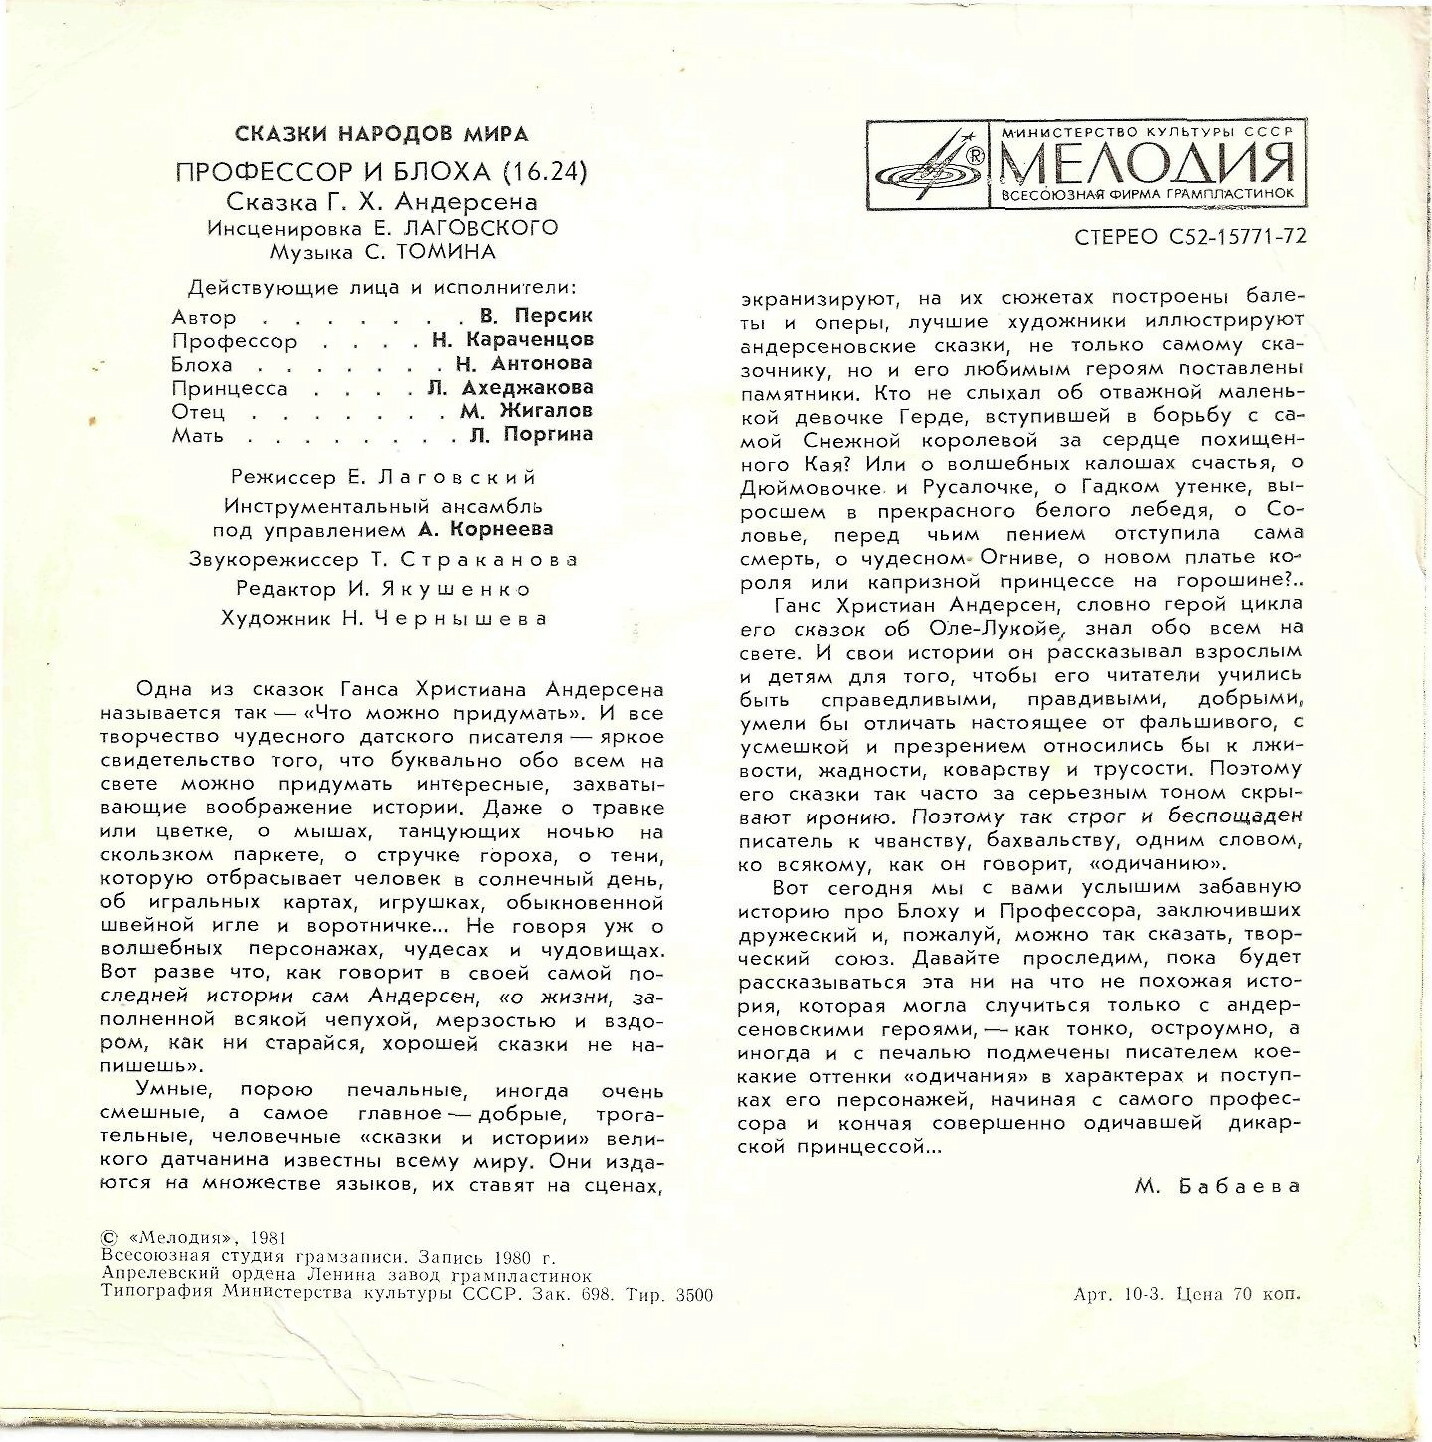 СКАЗКИ НАРОДОВ МИРА
ПРОФЕССОР И БЛОХА (16.24)
Сказка Г. Х. Андерсена
Инсценировка Е. ЛАГОВСКОГО
Музыка С. ТОМИНА
Действующие лица и исполнители:
Автор . . . . . . . . В. Персик
Профессор . . . . Н. Караченцов
Блоха . . . . . . . Н. Антонова
Принцесса . . . . Л. Ахеджакова
Отец . . . . . . . М. Жигалов
Мать . . . . . . . . Л. Поргина
Режиссер Е. Лаговский
Инструментальный ансамбль
под управлением А. Корнеева
Звукорежиссер Т. Страканова
Редактор И. Якушенко
Художник Н. Чернышева
Одна из сказок Ганса Христиана Андерсена
называется так — «Что можно придумать». И все
творчество чудесного датского писателя — яркое
свидетельство того, что буквально обо всем на
свете можно придумать интересные, захваты-
вающие воображение истории. Даже о травке
или цветке, о мышах, танцующих ночью на
скользком паркете, о стручке гороха, о тени,
которую отбрасывает человек в солнечный день,
об игральных картах, игрушках, обыкновенной
швейной игле и воротничке... Не говоря уж о
волшебных персонажах, чудесах и чудовищах.
Вот разве что, как говорит в своей самой по-
следней истории сам Андерсен, «о жизни, за-
полненной всякой чепухой, мерзостью и вздо-
ром, как ни старайся, хорошей сказки не на-
пишешь».
Умные, порою печальные, иногда очень
смешные, а самое главное — добрые, трога-
тельные, человечные «сказки и истории» вели-
кого датчанина известны всему миру. Они изда-
ются на множестве языков, их ставят на сценах,
© «Мелодия», 1981
Всесоюзная студия грамзаписи. Запись 1980 г.
Апрелевский ордена Ленина завод грампластинок
Типография Министерства культуры СССР. Зак. 698. Тир. 3500
МИНИСТЕРСТВО КУЛЬТУРЫ СССР
® МЕЛОДИЯ
ВСЕСОЮЗНАЯ ФИРМА ГРАМПЛАСТИНОК
СТЕРЕО С52-15771-72
экранизируют, на их сюжетах построены бале-
ты и оперы, лучшие художники иллюстрируют
андерсеновские сказки, не только самому ска-
зочнику, но и его любимым героям поставлены
памятники. Кто не слыхал об отважной малень-
кой девочке Герде, вступившей в борьбу с са-
мой Снежной королевой за сердце похищен-
ного Кая? Или о волшебных калошах счастья, о
Дюймовочке и Русалочке, о Гадком утенке, вы-
росшем в прекрасного белого лебедя, о Со-
ловье, перед чьим пением отступила сама
смерть, о чудесном Огниве, о новом платье ко-
роля или капризной принцессе на горошине?..
Ганс Христиан Андерсен, словно герой цикла
его сказок об Оле-Лукойе, знал обо всем на
свете. И свои истории он рассказывал взрослым
и детям для того, чтобы его читатели учились
быть справедливыми, правдивыми, добрыми,
умели бы отличать настоящее от фальшивого, с
усмешкой и презрением относились бы к лжи-
вости, жадности, коварству и трусости. Поэтому
его сказки так часто за серьезным тоном скры-
вают иронию. Поэтому так строг и беспощаден
писатель к чванству, бахвальству, одним словом,
ко всякому, как он говорит, «одичанию».
Вот сегодня мы с вами услышим забавную
историю про Блоху и Профессора, заключивших
дружеский и, пожалуй, можно так сказать, твор-
ческий союз. Давайте проследим, пока будет
рассказываться эта ни на что не похожая исто-
рия, которая могла случиться только с андер-
сеновскими героями, — как тонко, остроумно, а
иногда и с печалью подмечены писателем кое-
какие оттенки «одичания» в характерах и поступ-
ках его персонажей, начиная с самого профес-
сора и кончая совершенно одичавшей дикар-
ской принцессой...
М. Бабаева
Арт. 10-3. Цена 70 коп.